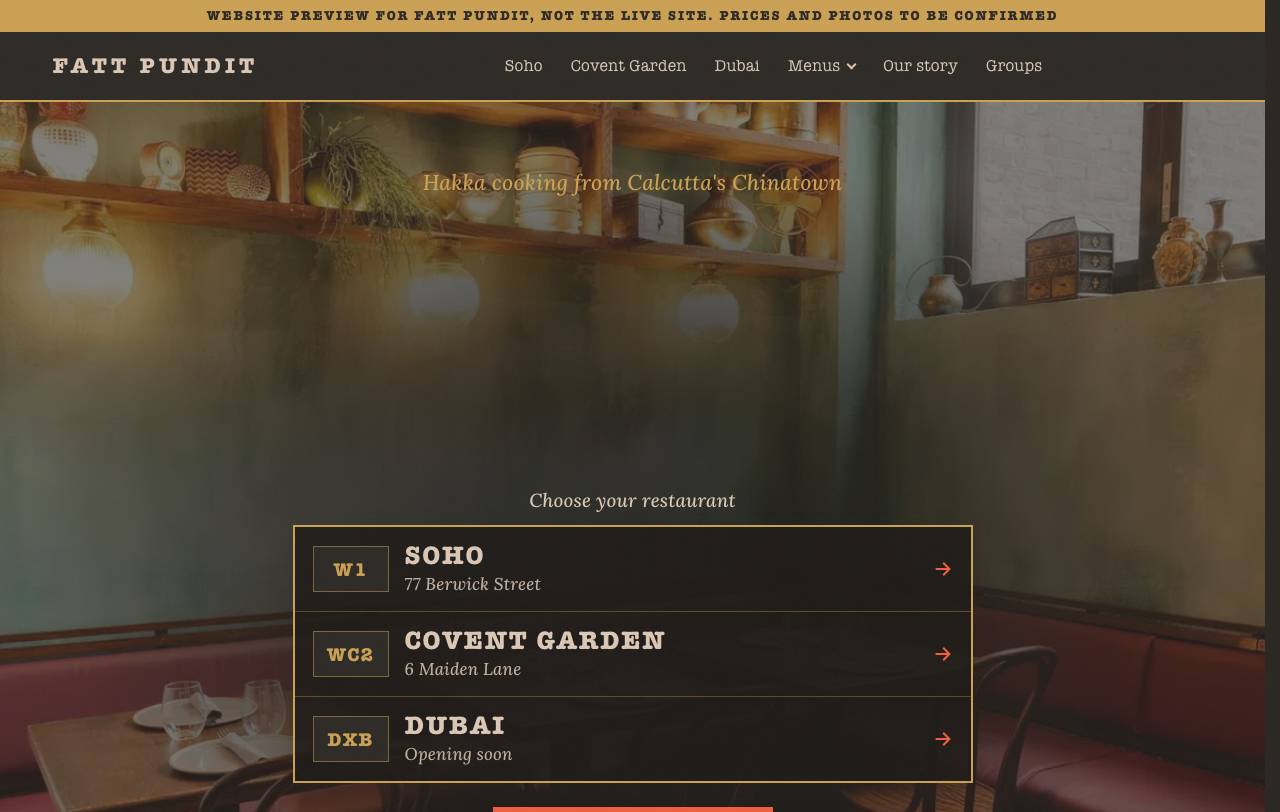 WEBSITE PREVIEW FOR FATT PUNDIT, NOT THE LIVE SITE. PRICES AND PHOTOS TO BE CONFIRMED
FATT PUNDIT
Soho Covent Garden Dubai Menus Our story Groups
Hakka cooking from Calcutta's Chinatown
Choose your restaurant
W1
SOHO
77 Berwick Street
WC2
COVENT GARDEN
6 Maiden Lane
DXB
DUBAI
Opening soon